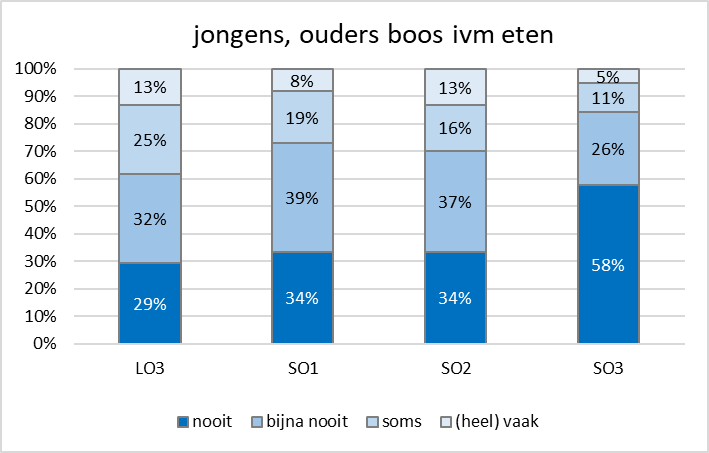 jongens, ouders boos ivm eten
100%
90%
80%
70%
60%
50%
40%
30%
20%
10%
0%
13% 8% 13% 5%
25% 19% 16% 11%
32% 39% 37% 26%
29% 34% 34% 58%
LO3 SO1 SO2 SO3
nooit bijna nooit soms (heel) vaak